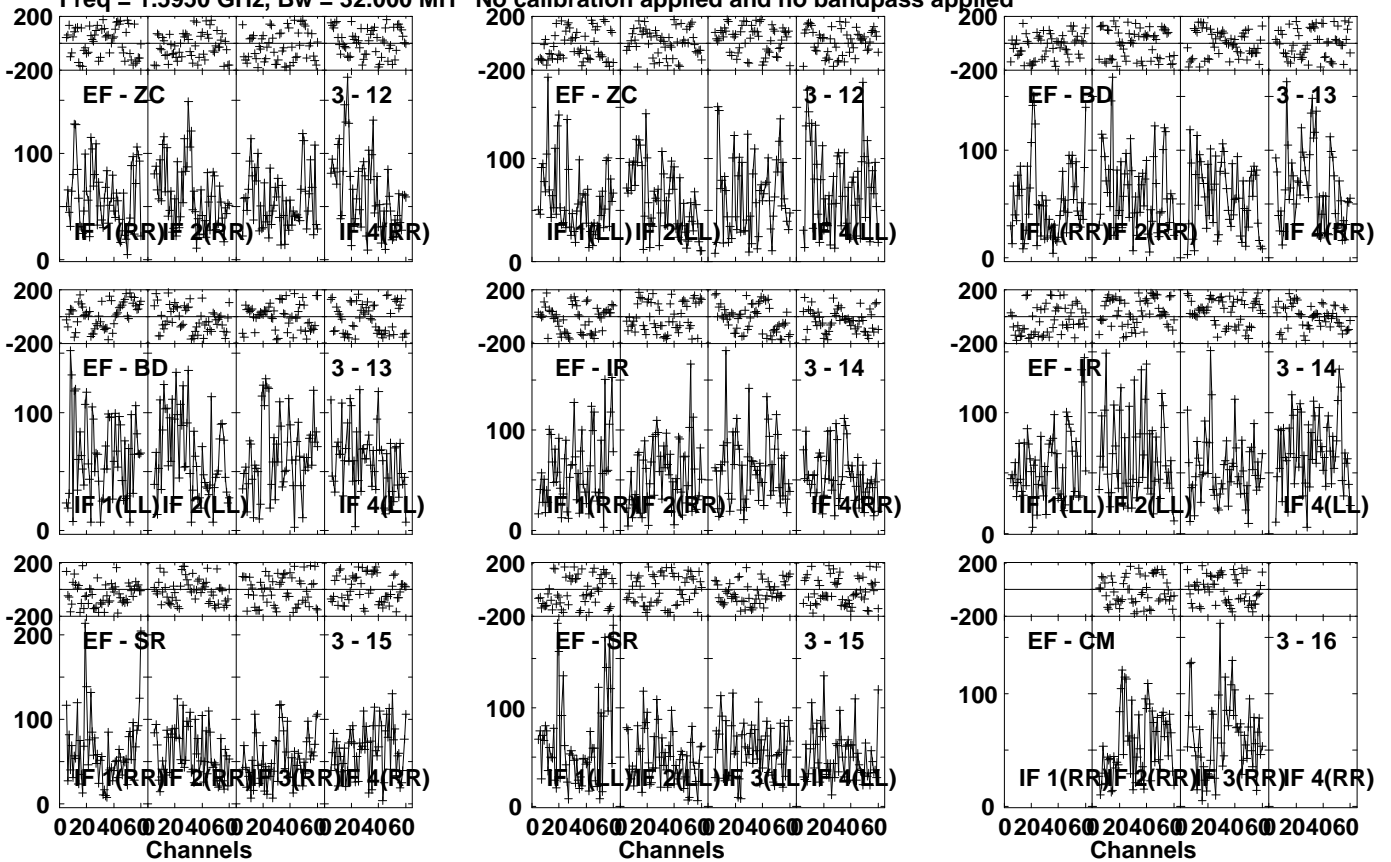 Freq = 1.5950 GHz, Bw = 32.000 MH No calibration applied and no bandpass applied
200
-200
EF - ZC 3 - 12
100
IF 1(RR) IF 2(RR) IF 4(RR)
0
200
-200
EF - ZC 3 - 12
100
IF 1(LL) IF 2(LL) IF 4(LL)
0
200
-200
EF - BD 3 - 13
100
IF 1(RR) IF 2(RR) IF 4(RR)
0
200
-200
EF - BD 3 - 13
100
IF 1(LL) IF 2(LL) IF 4(LL)
0
200
-200
EF - IR 3 - 14
100
IF 1(RR) IF 2(RR) IF 4(RR)
0
200
-200
EF - IR 3 - 14
100
IF 1(LL) IF 2(LL) IF 4(LL)
0
200
-200
200
EF - SR 3 - 15
100
IF 1(RR) IF 2(RR) IF 3(RR) IF 4(RR)
0
0 20 40 60 0 20 40 60 0 20 40 60 0 20 40 60
Channels
200
-200
EF - SR 3 - 15
100
IF 1(LL) IF 2(LL) IF 3(LL) IF 4(LL)
0
0 20 40 60 0 20 40 60 0 20 40 60 0 20 40 60
Channels
200
-200
EF - CM 3 - 16
100
IF 1(RR) IF 2(RR) IF 3(RR) IF 4(RR)
0
0 20 40 60 0 20 40 60 0 20 40 60 0 20 40 60
Channels